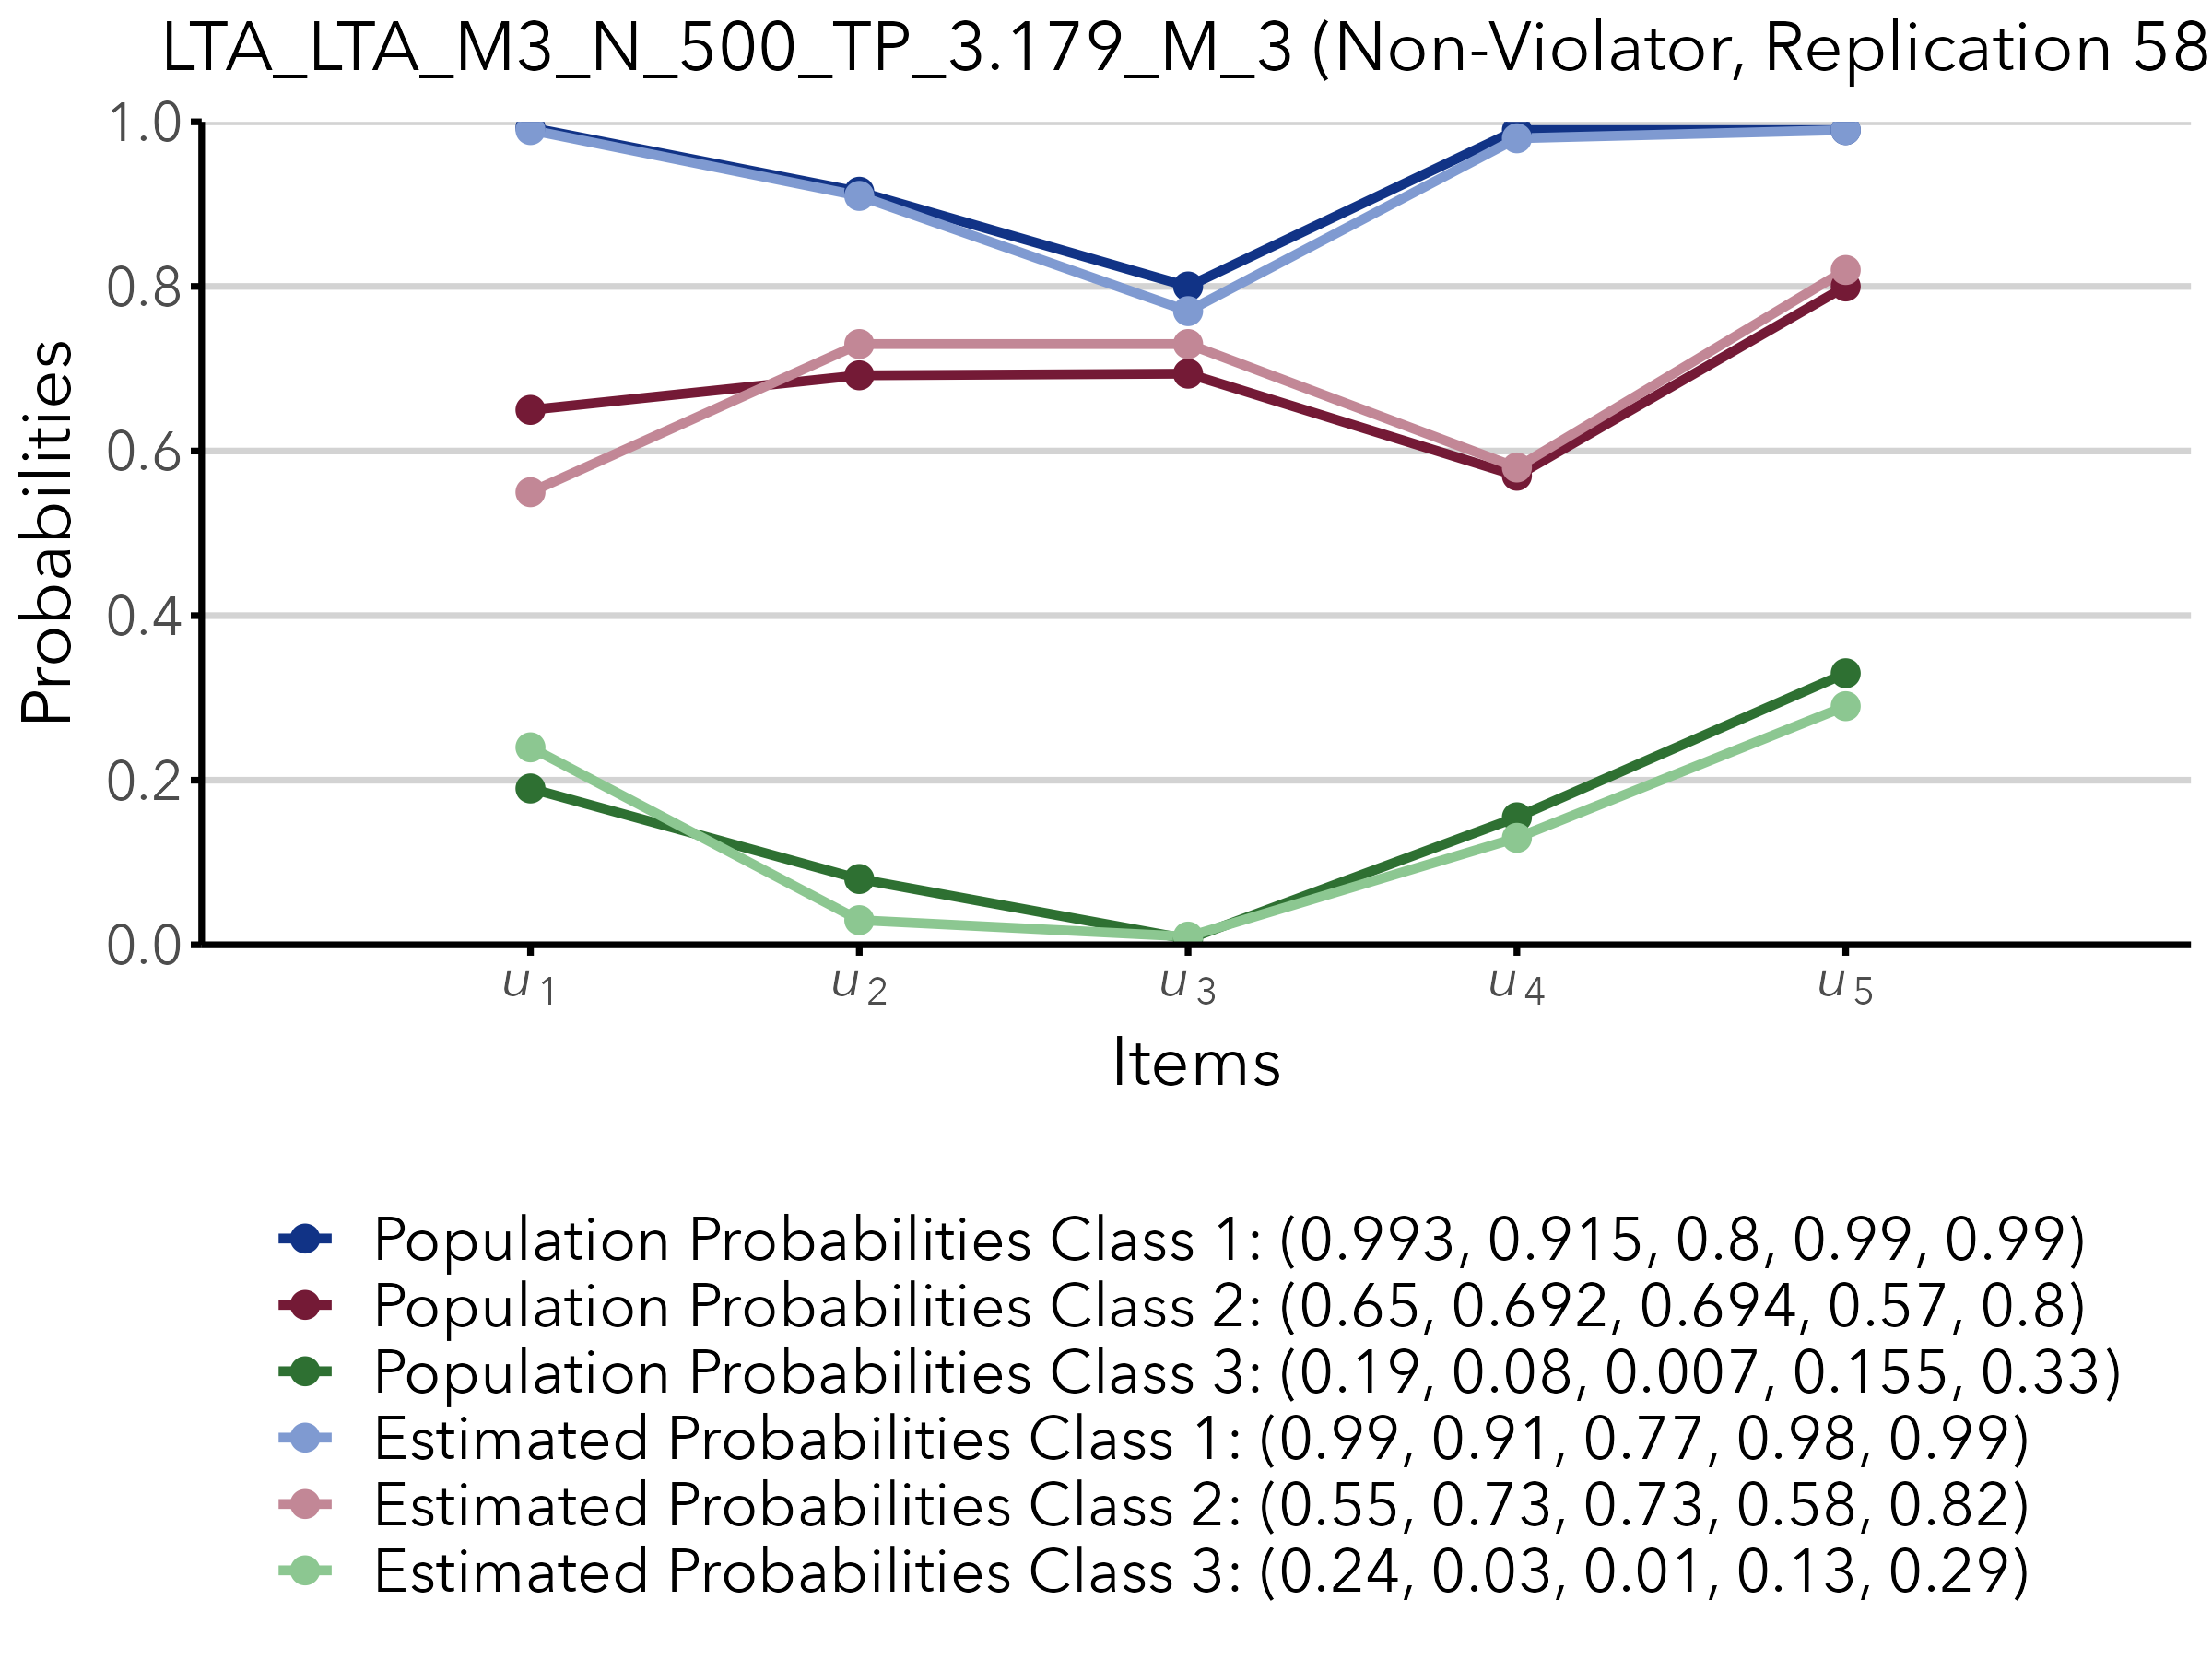 LTA_LTA_M3_N_500_TP_3.179_M_3 (Non-Violator, Replication 58
Probabilities
1.0
0.8
0.6
0.4
0.2
0.0
u1 u2 u3 u4 u5
Items
Population Probabilities Class 1: (0.993, 0.915, 0.8, 0.99, 0.99)
Population Probabilities Class 2: (0.65, 0.692, 0.694, 0.57, 0.8)
Population Probabilities Class 3: (0.19, 0.08, 0.007, 0.155, 0.33)
Estimated Probabilities Class 1: (0.99, 0.91, 0.77, 0.98, 0.99)
Estimated Probabilities Class 2: (0.55, 0.73, 0.73, 0.58, 0.82)
Estimated Probabilities Class 3: (0.24, 0.03, 0.01, 0.13, 0.29)